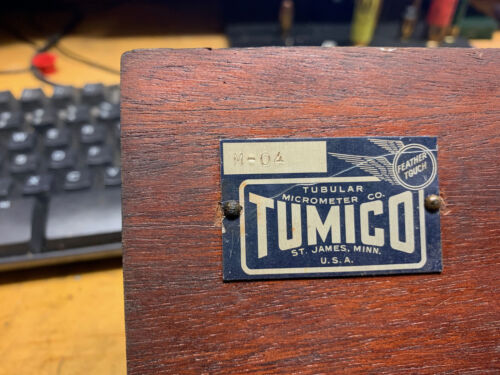 M-04
FEATHER
TOUCH
TUBULAR
MICROMETER CO.
TUMICO
ST. JAMES, MINN.
U.S.A.